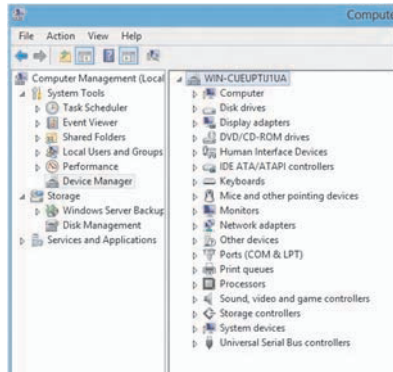 Compute
File Action View Help
Computer Management (Local
System Tools
Task Scheduler
Event Viewer
Shared Folders
Local Users and Groups
Performance
Device Manager
Storage
Windows Server Backup
Disk Management
Services and Applications
WIN-CUEUPTU1UA
Computer
Disk drives
Display adapters
DVD/CD-ROM drives
Human Interface Devices
IDE ATA/ATAPI controllers
Keyboards
Mice and other pointing devices
Monitors
Network adapters
Other devices
Ports (COM & LPT)
Print queues
Processors
Sound, video and game controllers
Storage controllers
System devices
Universal Serial Bus controllers